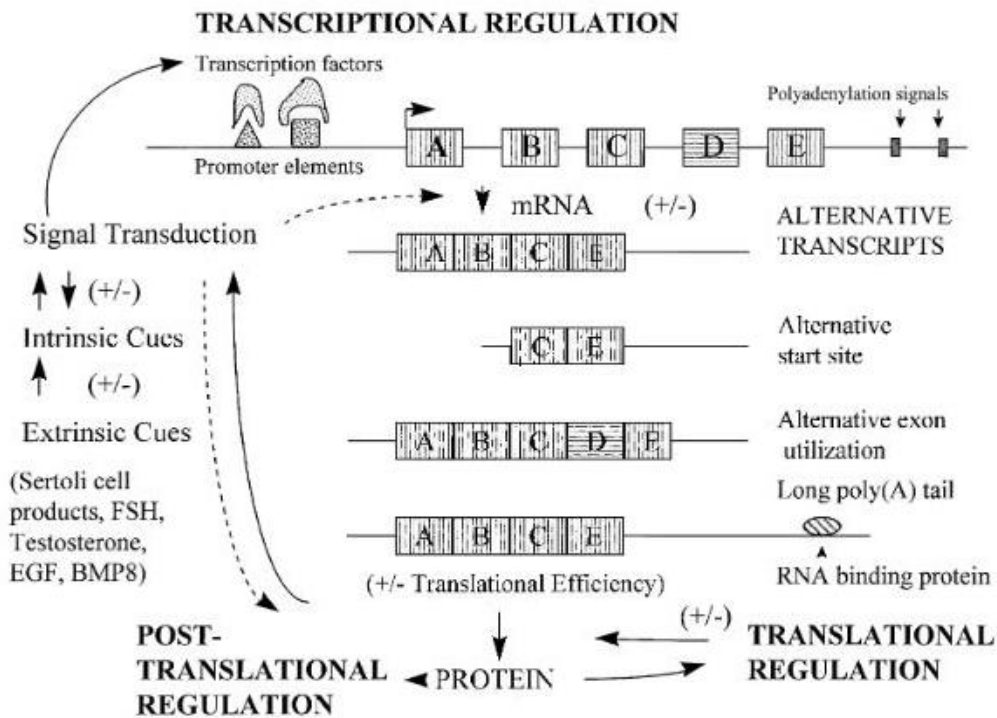 TRANSCRIPTIONAL REGULATION
Transcription factors
Polyadenylation signals
A B C D E
Promoter elements
mRNA (+/-)
ALTERNATIVE
TRANSCRIPTS
Signal Transduction
A B C E
(+/-)
Intrinsic Cues
C E
Alternative
start site
(+/-)
Extrinsic Cues
A B C D E
Alternative exon
utilization
(Sertoli cell
products, FSH,
Testosterone,
EGF, BMP8)
Long poly(A) tail
A B C E
RNA binding protein
(+/- Translational Efficiency)
(+/-)
POST-
TRANSLATIONAL
REGULATION
PROTEIN
TRANSLATIONAL
REGULATION